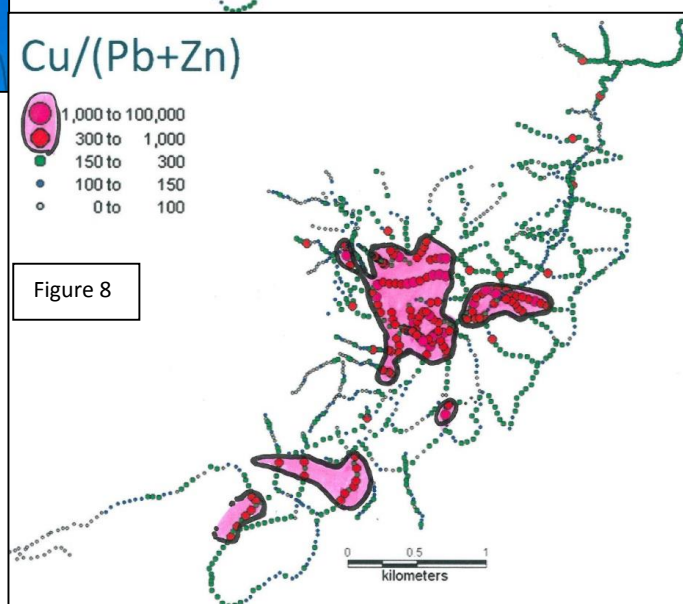 Cu/(Pb+Zn)
1,000 to 100,000
300 to 1,000
150 to 300
100 to 150
0 to 100
Figure 8
0 0 5 1
kilometers